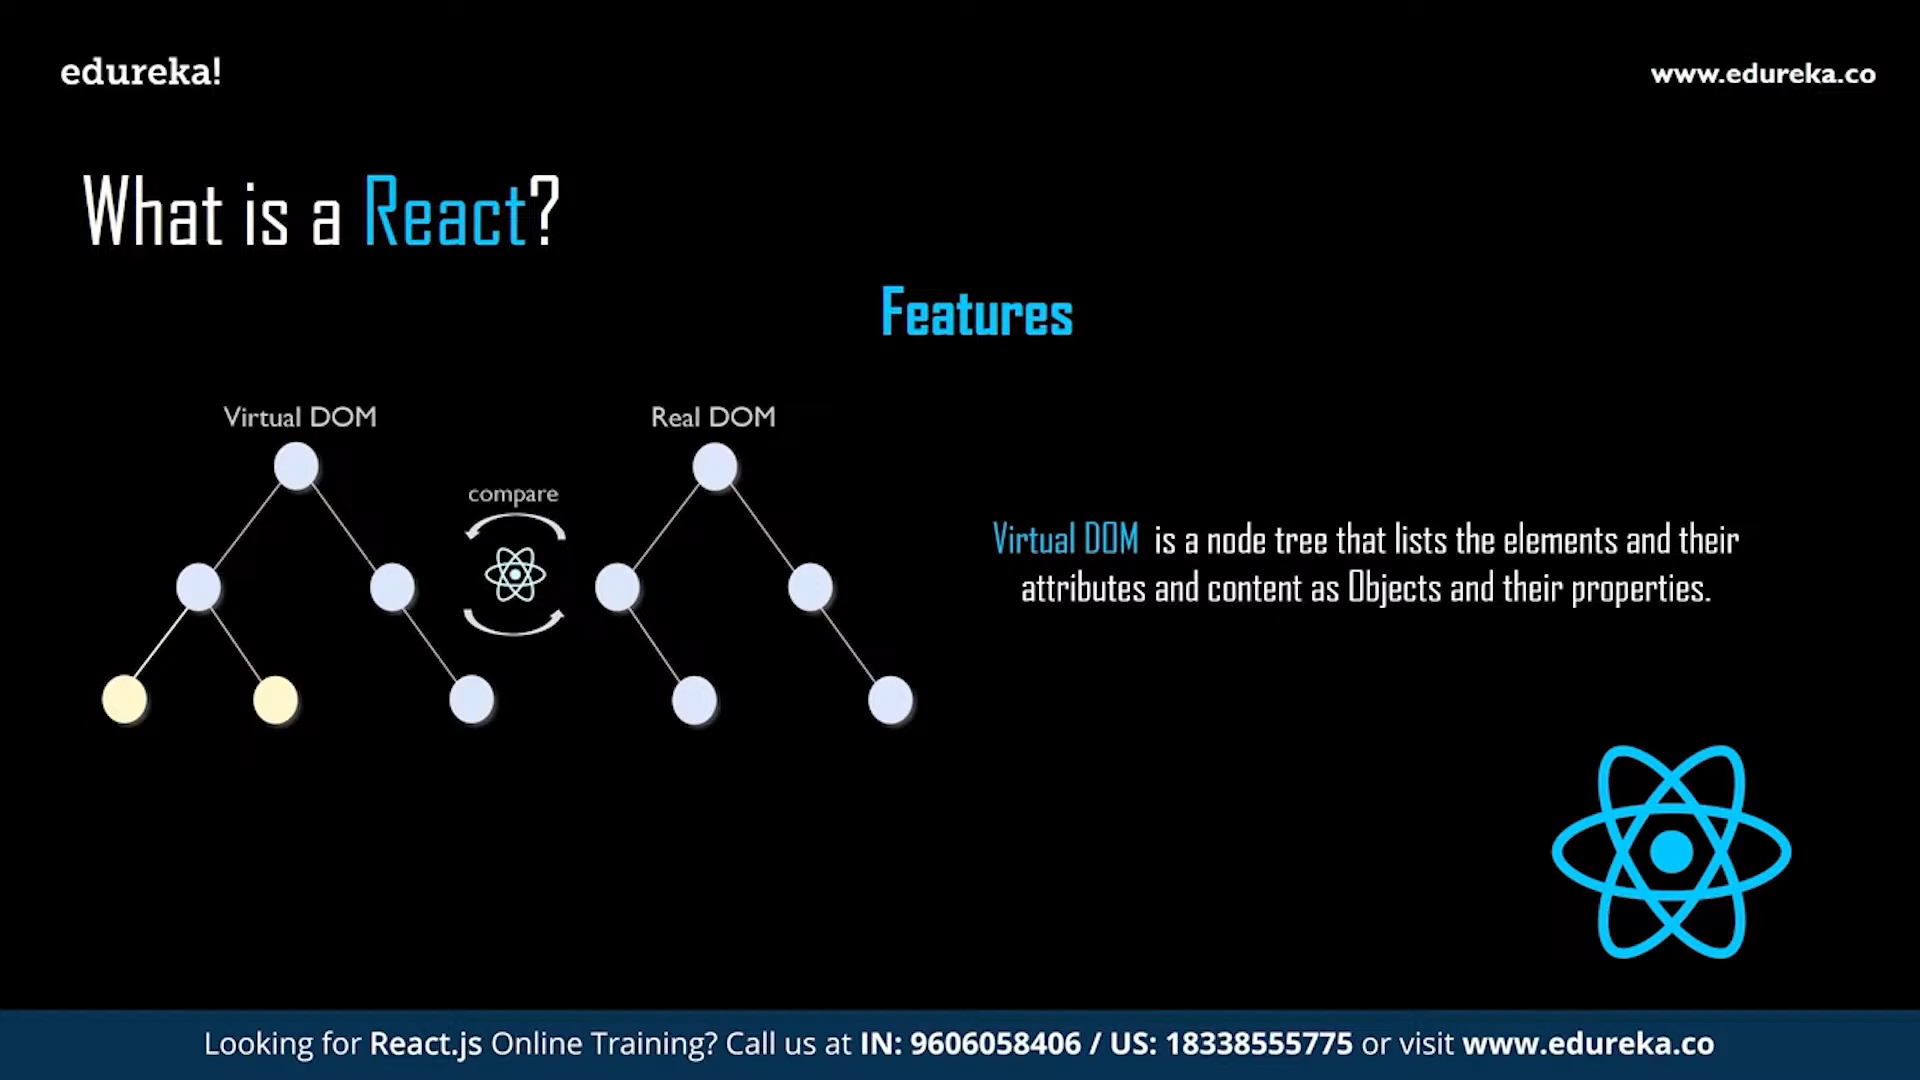 edureka!
www.edureka.co
What is a React?
Features
Virtual DOM
Real DOM
compare
Virtual DOM is a node tree that lists the elements and their
attributes and content as Objects and their properties.
Looking for React.js Online Training? Call us at IN: 9606058406 / US: 18338555775 or visit www.edureka.co